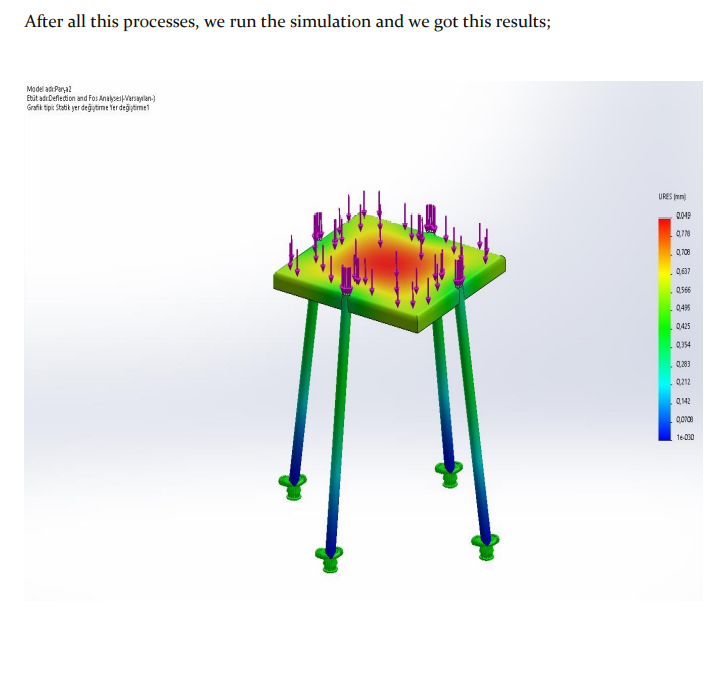 After all this processes, we run the simulation and we got this results;
Model adı:Parça2
Etüt adı:Deflection and Fos Analyses(-Varsayılan-)
Grafik tipi: Statik yer değiştirme Yer değiştirme1
URES (mm)
0,849
0,778
0,708
0,637
0,566
0,495
0,425
0,354
0,283
0,212
0,142
0,0708
1e-030